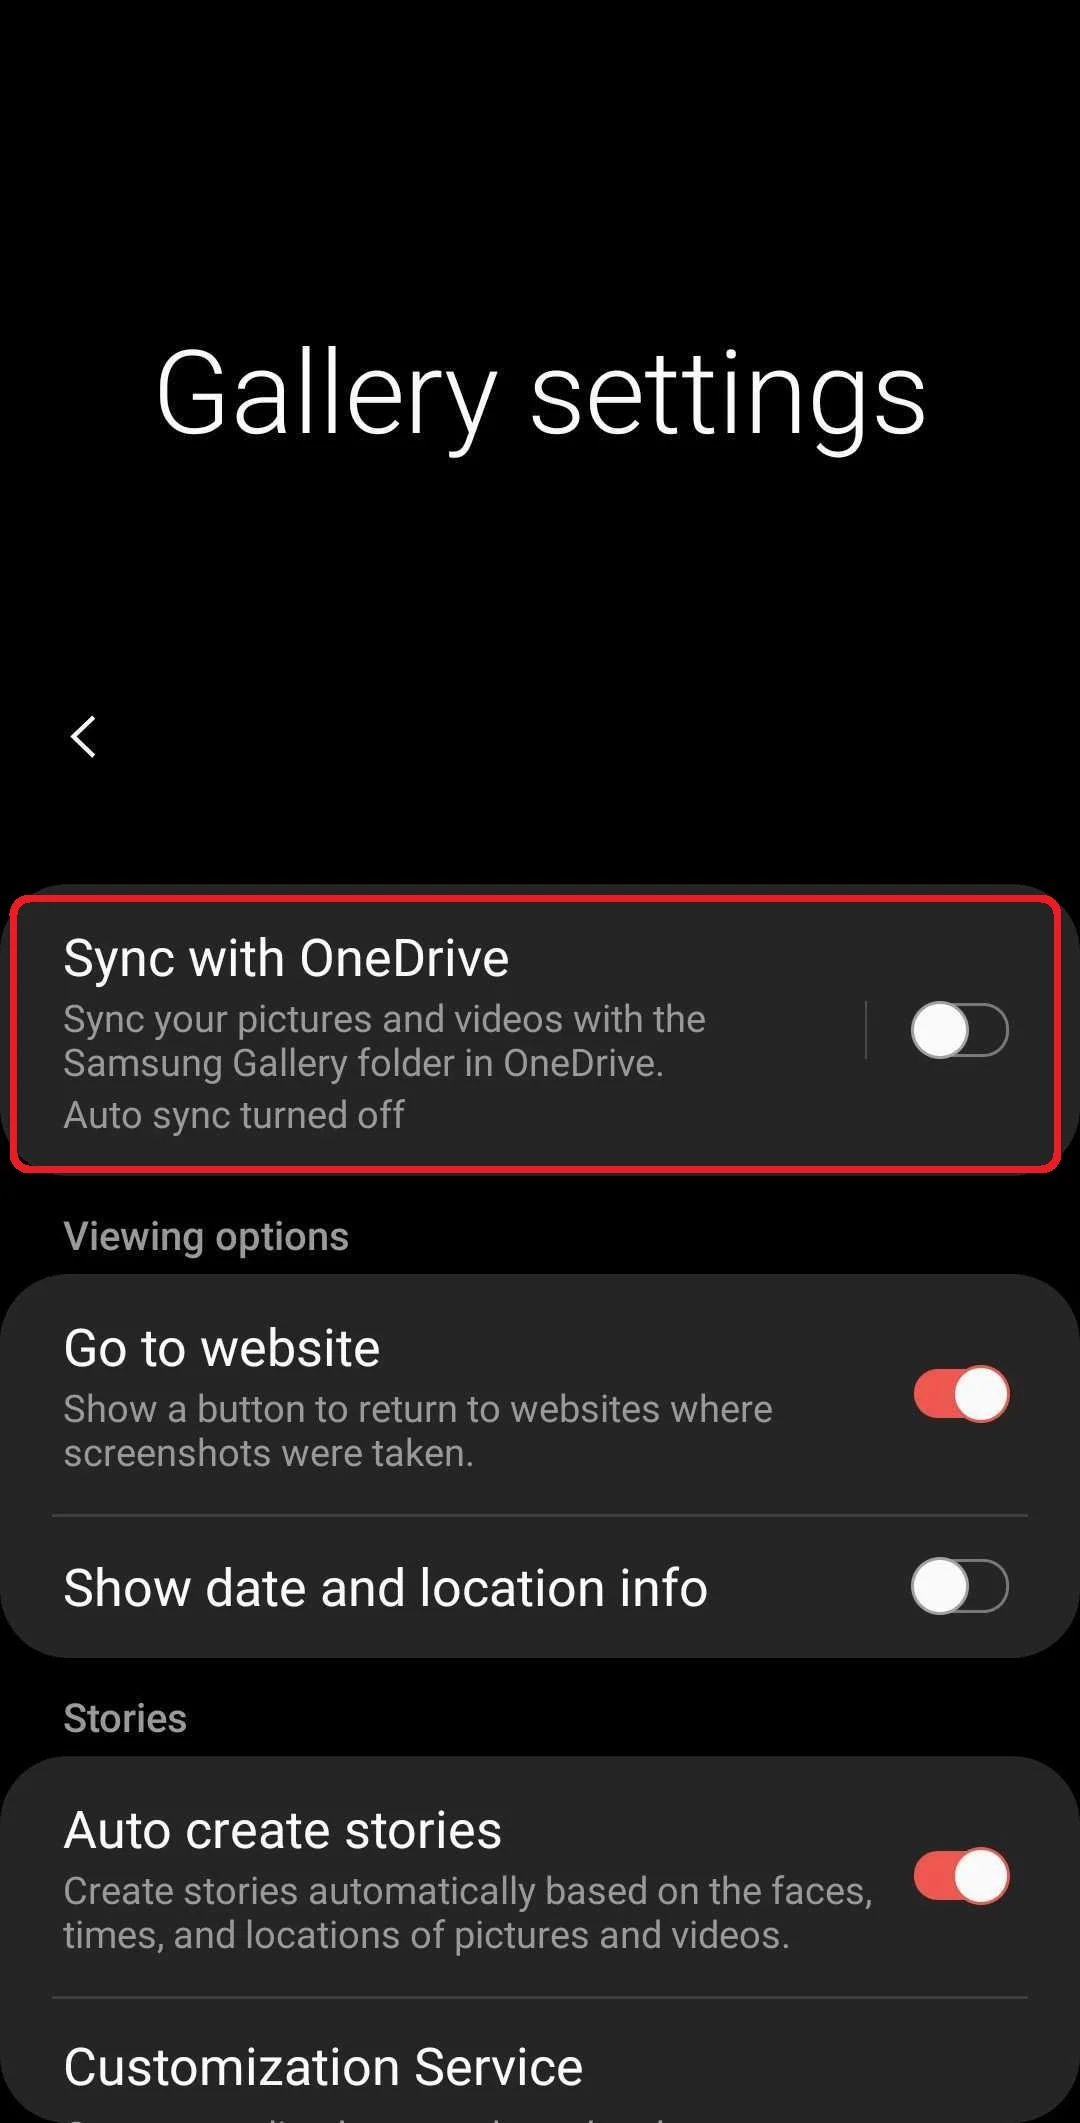 Gallery settings
Sync with OneDrive
Sync your pictures and videos with the
Samsung Gallery folder in OneDrive.
Auto sync turned off
Viewing options
Go to website
Show a button to return to websites where
screenshots were taken.
Show date and location info
Stories
Auto create stories
Create stories automatically based on the faces,
times, and locations of pictures and videos.
Customization Service